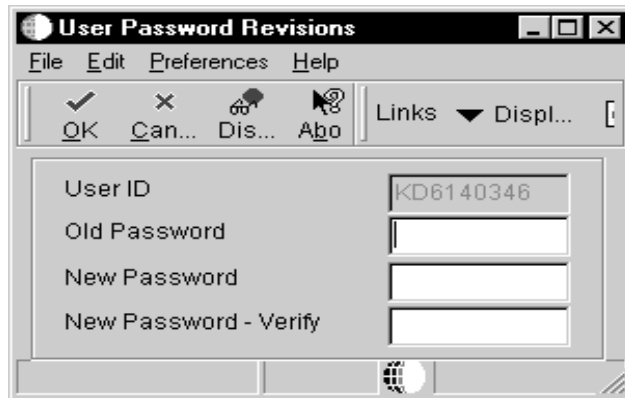 User Password Revisions
File Edit Preferences Help
OK Can... Dis... Abo Links Displ...
User ID KD6140346
Old Password
New Password
New Password - Verify